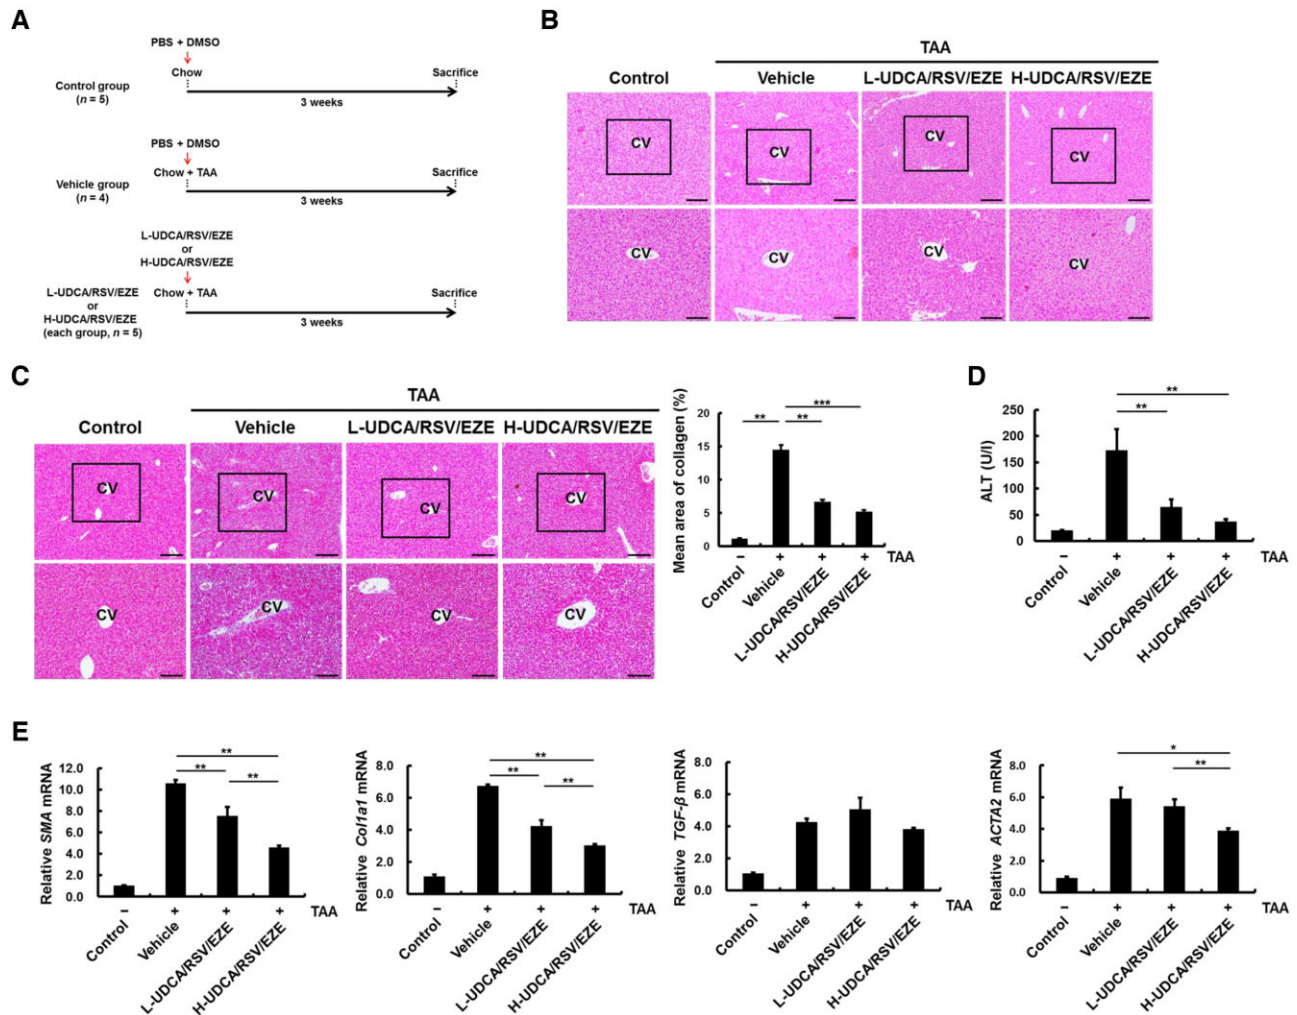 A
PBS + DMSO
Chow
Sacrifice
Control group
(n = 5)
3 weeks
PBS + DMSO
Chow + TAA
Sacrifice
Vehicle group
(n = 4)
3 weeks
L-UDCA/RSV/EZE
or
H-UDCA/RSV/EZE
Chow + TAA
Sacrifice
L-UDCA/RSV/EZE
or
H-UDCA/RSV/EZE
(each group, n = 5)
3 weeks
B
TAA
Control Vehicle L-UDCA/RSV/EZE H-UDCA/RSV/EZE
CV CV CV CV
CV CV CV CV
C
TAA
Control Vehicle L-UDCA/RSV/EZE H-UDCA/RSV/EZE
CV CV CV CV
CV CV CV CV
Mean area of collagen (%)
20
15
10
5
0
***
** **
− + + + TAA
Control
Vehicle
L-UDCA/RSV/EZE
H-UDCA/RSV/EZE
D
ALT (U/l)
250
200
150
100
50
0
**
**
− + + + TAA
Control
Vehicle
L-UDCA/RSV/EZE
H-UDCA/RSV/EZE
E
Relative SMA mRNA
12.0
10.0
8.0
6.0
4.0
2.0
0.0
**
**
**
− + + + TAA
Control
Vehicle
L-UDCA/RSV/EZE
H-UDCA/RSV/EZE
Relative Col1a1 mRNA
8.0
6.0
4.0
2.0
0.0
**
**
**
− + + + TAA
Control
Vehicle
L-UDCA/RSV/EZE
H-UDCA/RSV/EZE
Relative TGF-β mRNA
8.0
6.0
4.0
2.0
0.0
− + + + TAA
Control
Vehicle
L-UDCA/RSV/EZE
H-UDCA/RSV/EZE
Relative ACTA2 mRNA
8.0
6.0
4.0
2.0
0.0
*
**
− + + + TAA
Control
Vehicle
L-UDCA/RSV/EZE
H-UDCA/RSV/EZE